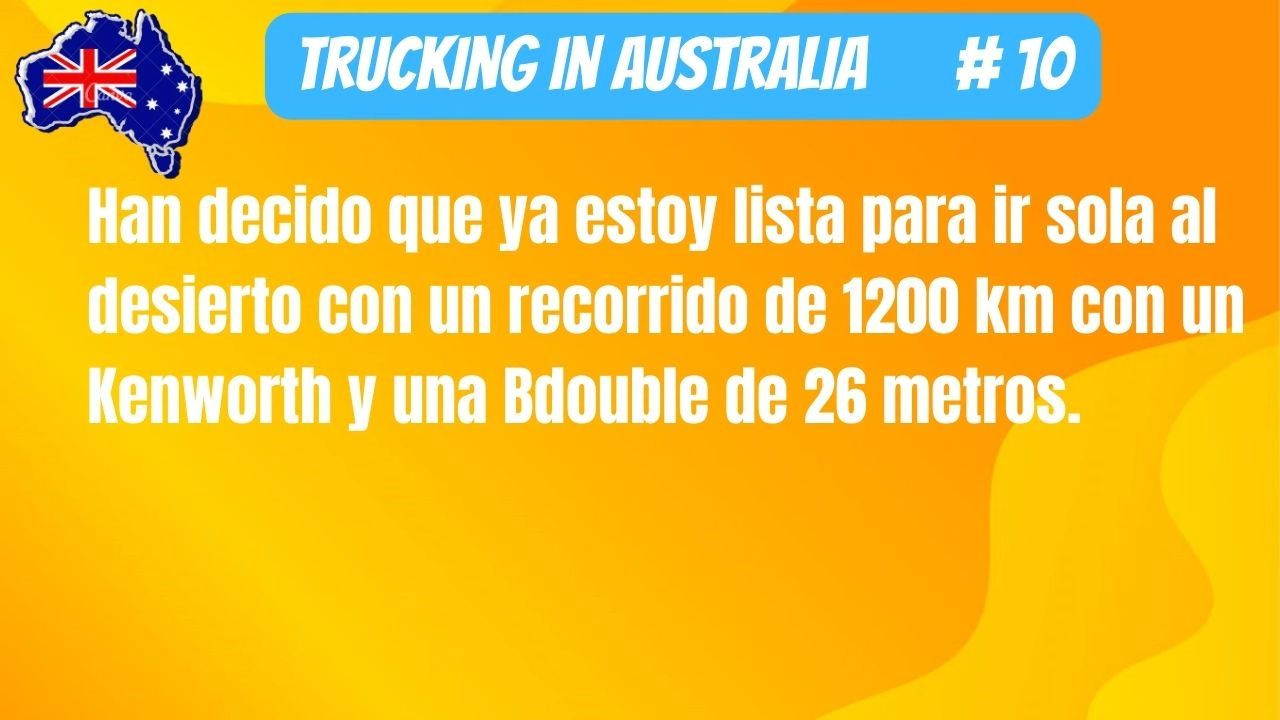 TRUCKING IN AUSTRALIA # 10
Han decido que ya estoy lista para ir sola al
desierto con un recorrido de 1200 km con un
Kenworth y una Bdouble de 26 metros.